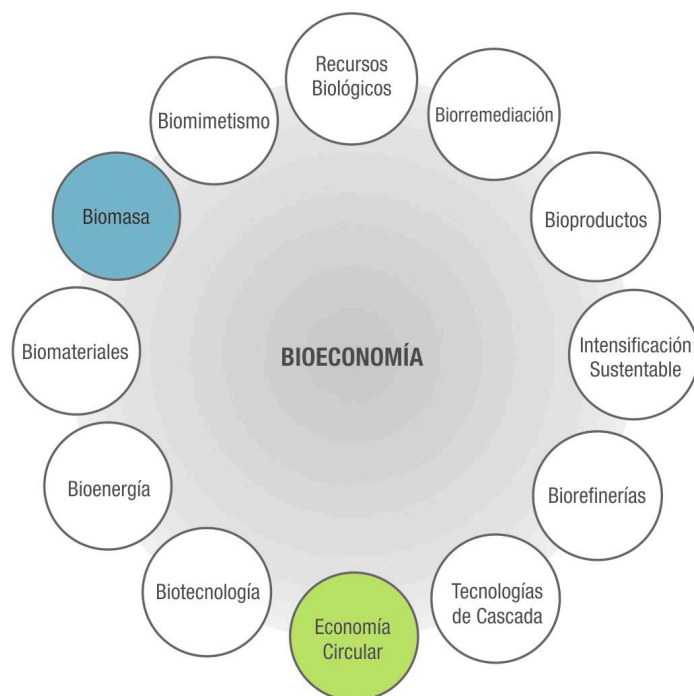 Recursos
Biológicos
Biorremediación
Bioproductos
Intensificación
Sustentable
Biorefinerías
Tecnologías
de Cascada
Economía
Circular
Biotecnología
Bioenergía
Biomateriales
Biomasa
Biomimetismo
BIOECONOMÍA